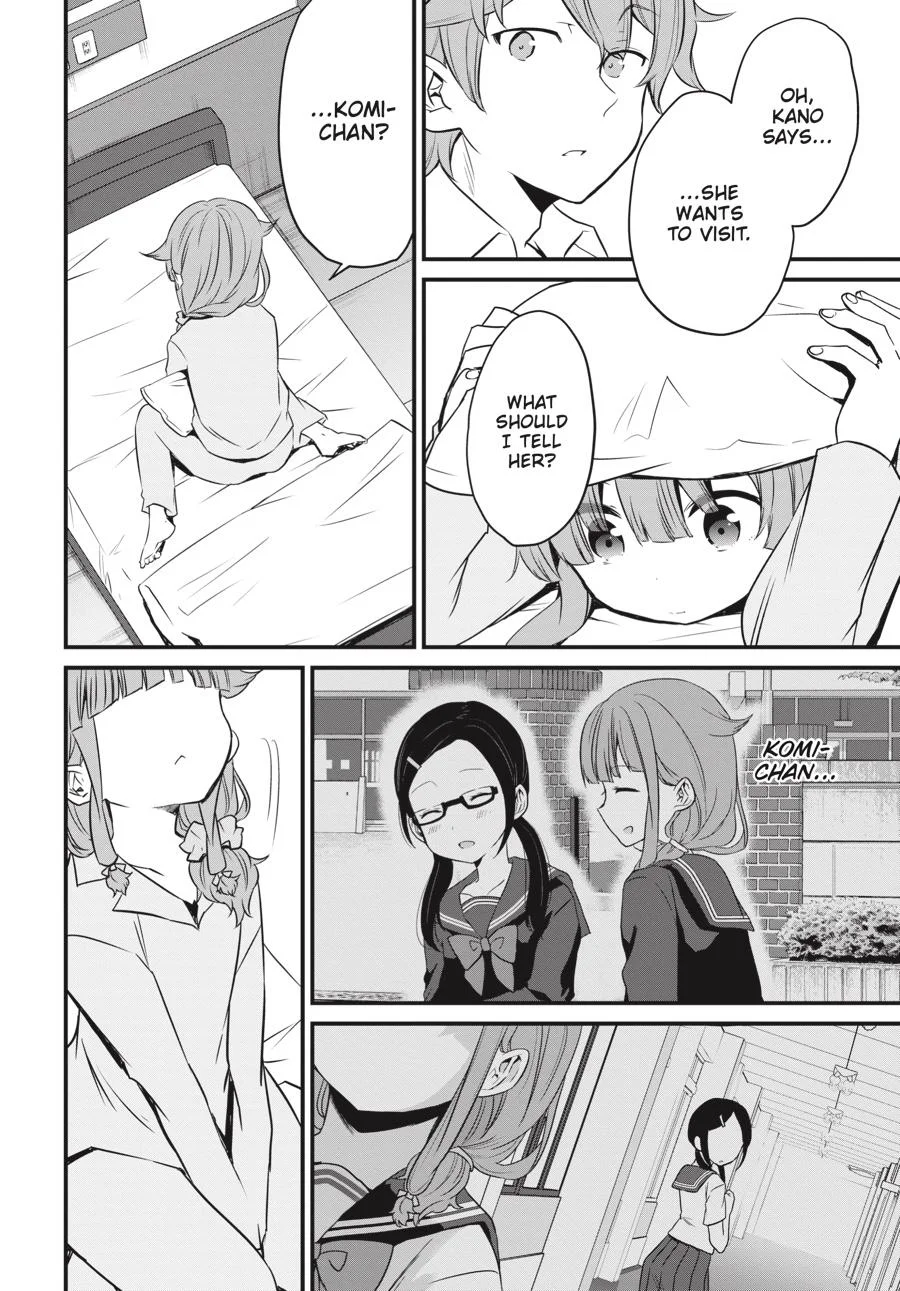 OH,
KANO
SAYS...
...SHE
WANTS
TO VISIT.
...KOMI-
CHAN?
WHAT
SHOULD
I TELL
HER?
KOMI-
CHAN...